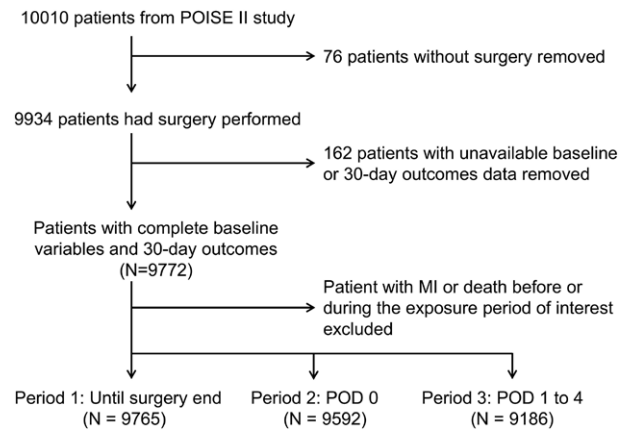 10010 patients from POISE II study
76 patients without surgery removed
9934 patients had surgery performed
162 patients with unavailable baseline
or 30-day outcomes data removed
Patients with complete baseline
variables and 30-day outcomes
(N=9772)
Patient with MI or death before or
during the exposure period of interest
excluded
Period 1: Until surgery end
(N = 9765)
Period 2: POD 0
(N = 9592)
Period 3: POD 1 to 4
(N = 9186)